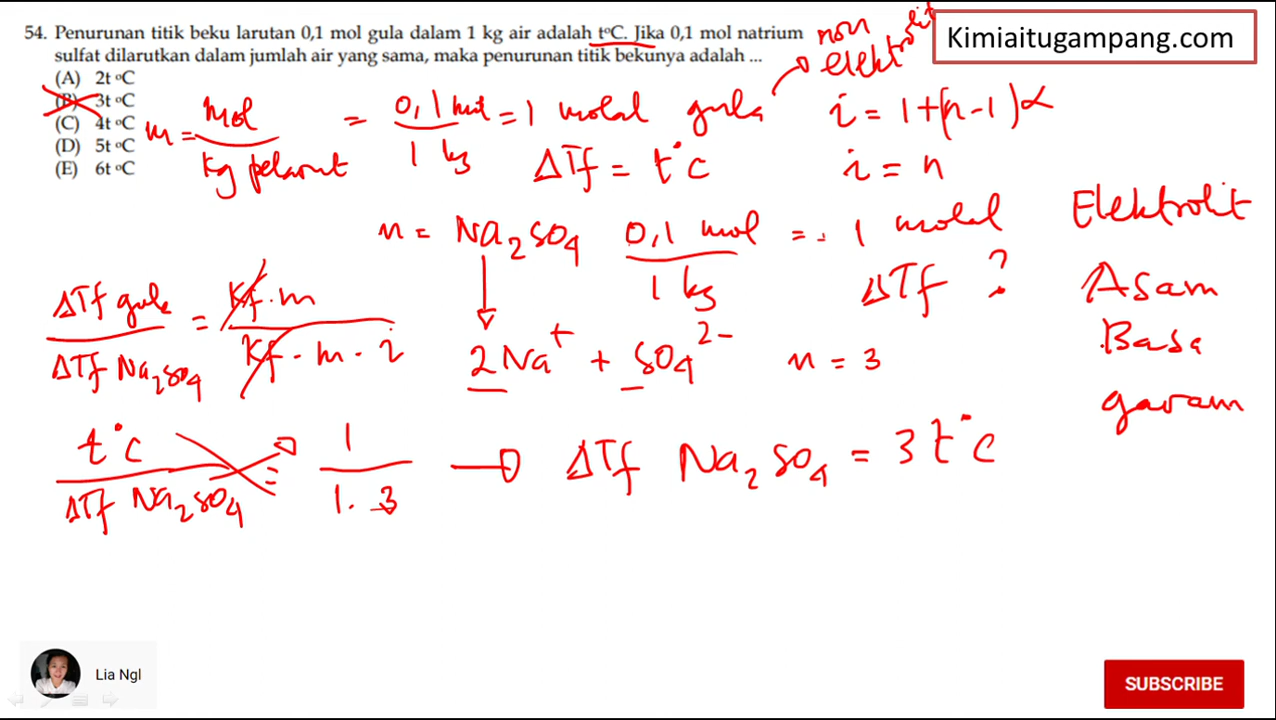 54. Penurunan titik beku larutan 0,1 mol gula dalam 1 kg air adalah t°C. Jika 0,1 mol natrium
sulfat dilarutkan dalam jumlah air yang sama, maka penurunan titik bekunya adalah ...
(A) 2t °C
(B) 3t °C
(C) 4t °C
(D) 5t °C
(E) 6t °C
Kimiaitugampang.com
non
elektrolit
m = mol / kg pelarut = 0,1 mol / 1 kg = 1 molal gula
i = 1+(n-1)α
ΔTf = t°c
i = n
m = Na2SO4 0,1 mol / 1 kg = 1 molal
ΔTf ?
Elektrolit
Asam
Basa
garam
ΔTf gula / ΔTf Na2SO4 = Kf . m / Kf . m . i
2Na+ + SO4 2-
n = 3
t°c / ΔTf Na2SO4 = 1 / 1. 3
ΔTf Na2SO4 = 3t°c
Lia Ngl
SUBSCRIBE